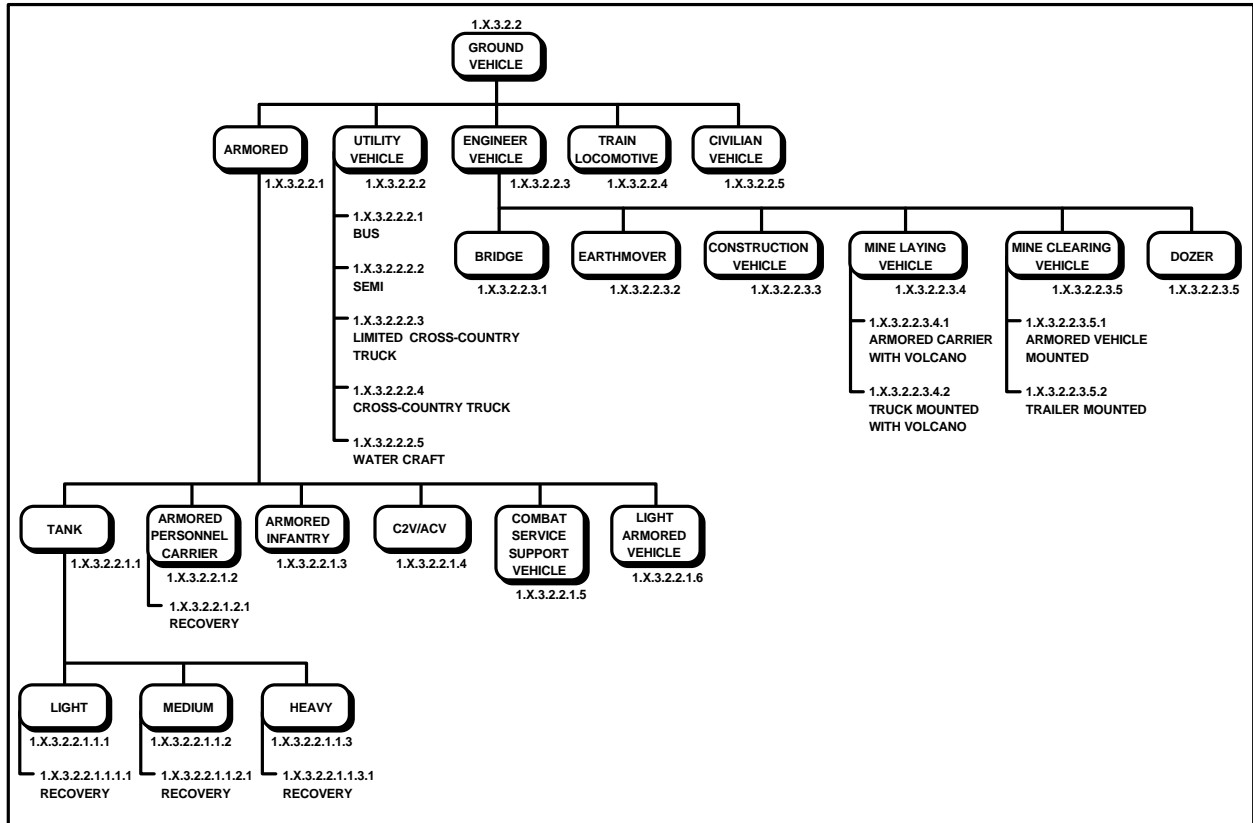 1.X.3.2.2
GROUND
VEHICLE
ARMORED
1.X.3.2.2.1
UTILITY
VEHICLE
1.X.3.2.2.2
ENGINEER
VEHICLE
1.X.3.2.2.3
TRAIN
LOCOMOTIVE
1.X.3.2.2.4
CIVILIAN
VEHICLE
1.X.3.2.2.5
1.X.3.2.2.2.1
BUS
1.X.3.2.2.2.2
SEMI
1.X.3.2.2.2.3
LIMITED CROSS-COUNTRY
TRUCK
1.X.3.2.2.2.4
CROSS-COUNTRY TRUCK
1.X.3.2.2.2.5
WATER CRAFT
BRIDGE
1.X.3.2.2.3.1
EARTHMOVER
1.X.3.2.2.3.2
CONSTRUCTION
VEHICLE
1.X.3.2.2.3.3
MINE LAYING
VEHICLE
1.X.3.2.2.3.4
1.X.3.2.2.3.4.1
ARMORED CARRIER
WITH VOLCANO
1.X.3.2.2.3.4.2
TRUCK MOUNTED
WITH VOLCANO
MINE CLEARING
VEHICLE
1.X.3.2.2.3.5
1.X.3.2.2.3.5.1
ARMORED VEHICLE
MOUNTED
1.X.3.2.2.3.5.2
TRAILER MOUNTED
DOZER
1.X.3.2.2.3.5
TANK
1.X.3.2.2.1.1
ARMORED
PERSONNEL
CARRIER
1.X.3.2.2.1.2
1.X.3.2.2.1.2.1
RECOVERY
ARMORED
INFANTRY
1.X.3.2.2.1.3
C2V/ACV
1.X.3.2.2.1.4
COMBAT
SERVICE
SUPPORT
VEHICLE
1.X.3.2.2.1.5
LIGHT
ARMORED
VEHICLE
1.X.3.2.2.1.6
LIGHT
1.X.3.2.2.1.1.1
1.X.3.2.2.1.1.1.1
RECOVERY
MEDIUM
1.X.3.2.2.1.1.2
1.X.3.2.2.1.1.2.1
RECOVERY
HEAVY
1.X.3.2.2.1.1.3
1.X.3.2.2.1.1.3.1
RECOVERY